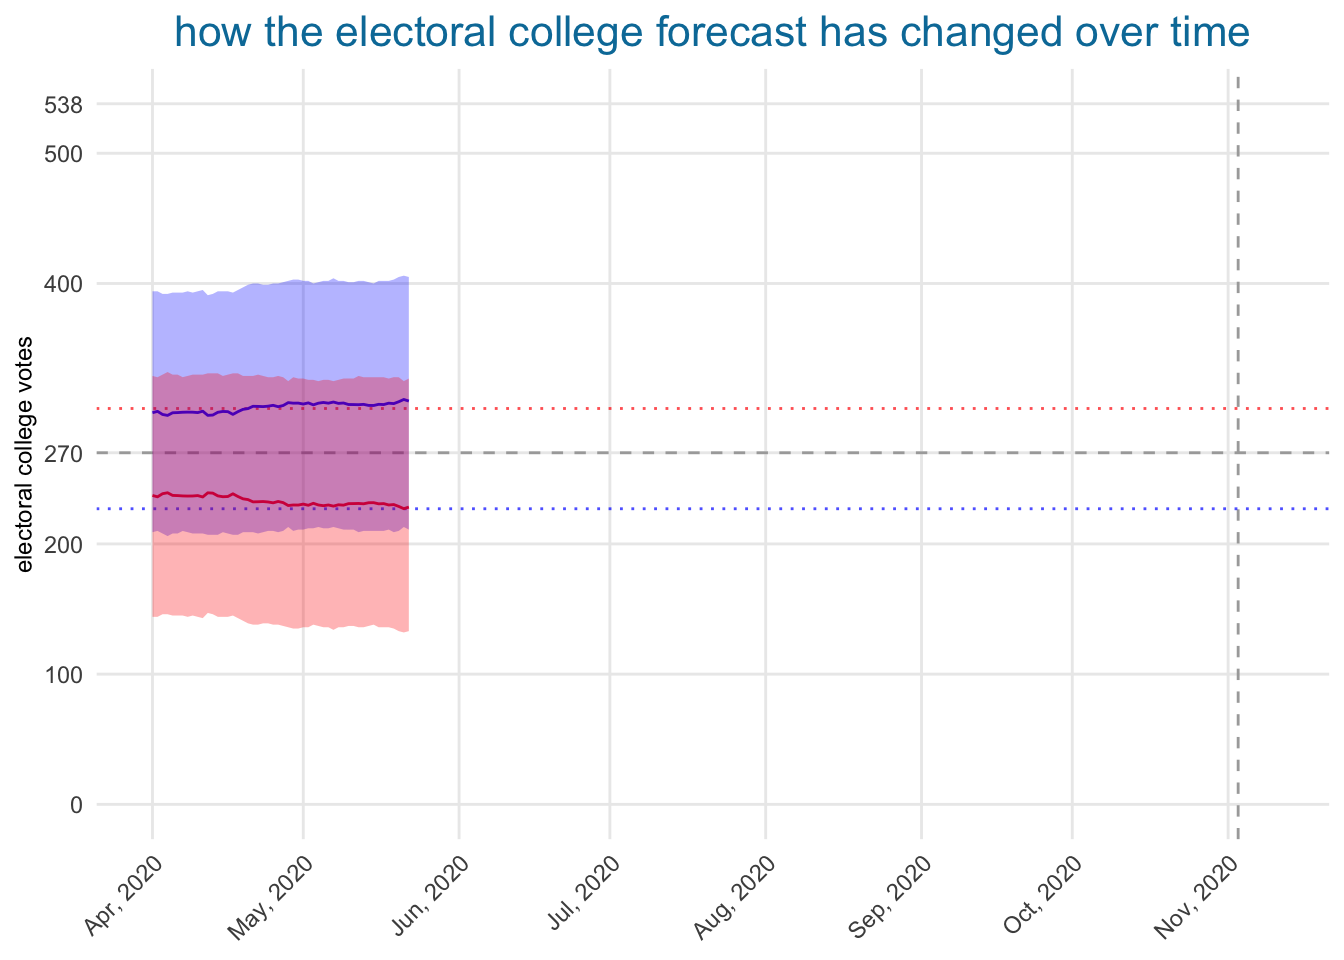 how the electoral college forecast has changed over time
538
500
400
270
200
100
0
electoral college votes
Apr, 2020
May, 2020
Jun, 2020
Jul, 2020
Aug, 2020
Sep, 2020
Oct, 2020
Nov, 2020